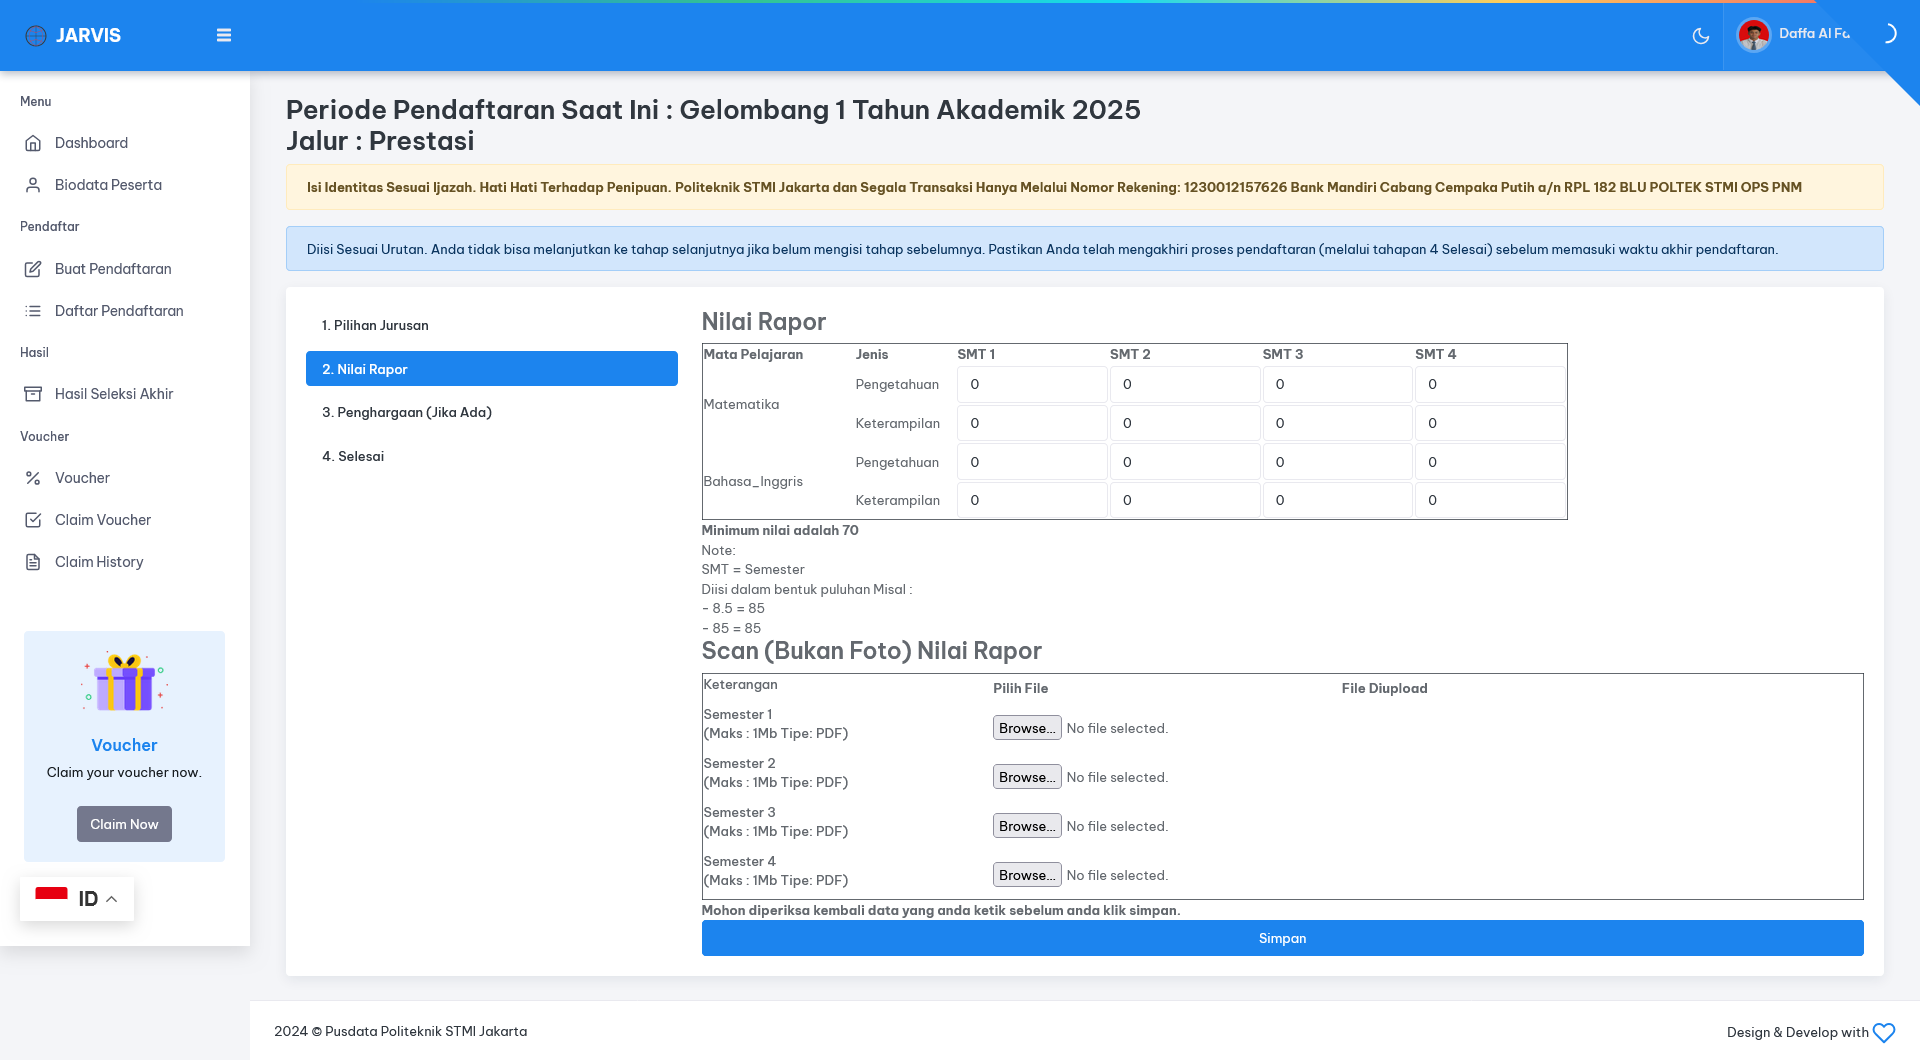 JARVIS
Daffa Al Fa
Menu
Dashboard
Biodata Peserta
Pendaftar
Buat Pendaftaran
Daftar Pendaftaran
Hasil
Hasil Seleksi Akhir
Voucher
Voucher
Claim Voucher
Claim History
Voucher
Claim your voucher now.
Claim Now
ID
Periode Pendaftaran Saat Ini : Gelombang 1 Tahun Akademik 2025
Jalur : Prestasi
Isi Identitas Sesuai Ijazah. Hati Hati Terhadap Penipuan. Politeknik STMI Jakarta dan Segala Transaksi Hanya Melalui Nomor Rekening: 1230012157626 Bank Mandiri Cabang Cempaka Putih a/n RPL 182 BLU POLTEK STMI OPS PNM
Diisi Sesuai Urutan. Anda tidak bisa melanjutkan ke tahap selanjutnya jika belum mengisi tahap sebelumnya. Pastikan Anda telah mengakhiri proses pendaftaran (melalui tahapan 4 Selesai) sebelum memasuki waktu akhir pendaftaran.
1. Pilihan Jurusan
2. Nilai Rapor
3. Penghargaan (Jika Ada)
4. Selesai
Nilai Rapor
Mata Pelajaran Jenis SMT 1 SMT 2 SMT 3 SMT 4
Matematika
Pengetahuan 0 0 0 0
Keterampilan 0 0 0 0
Bahasa_Inggris
Pengetahuan 0 0 0 0
Keterampilan 0 0 0 0
Minimum nilai adalah 70
Note:
SMT = Semester
Diisi dalam bentuk puluhan Misal :
- 8.5 = 85
- 85 = 85
Scan (Bukan Foto) Nilai Rapor
Keterangan Pilih File File Diupload
Semester 1
(Maks : 1Mb Tipe: PDF) Browse... No file selected.
Semester 2
(Maks : 1Mb Tipe: PDF) Browse... No file selected.
Semester 3
(Maks : 1Mb Tipe: PDF) Browse... No file selected.
Semester 4
(Maks : 1Mb Tipe: PDF) Browse... No file selected.
Mohon diperiksa kembali data yang anda ketik sebelum anda klik simpan.
Simpan
2024 © Pusdata Politeknik STMI Jakarta
Design & Develop with